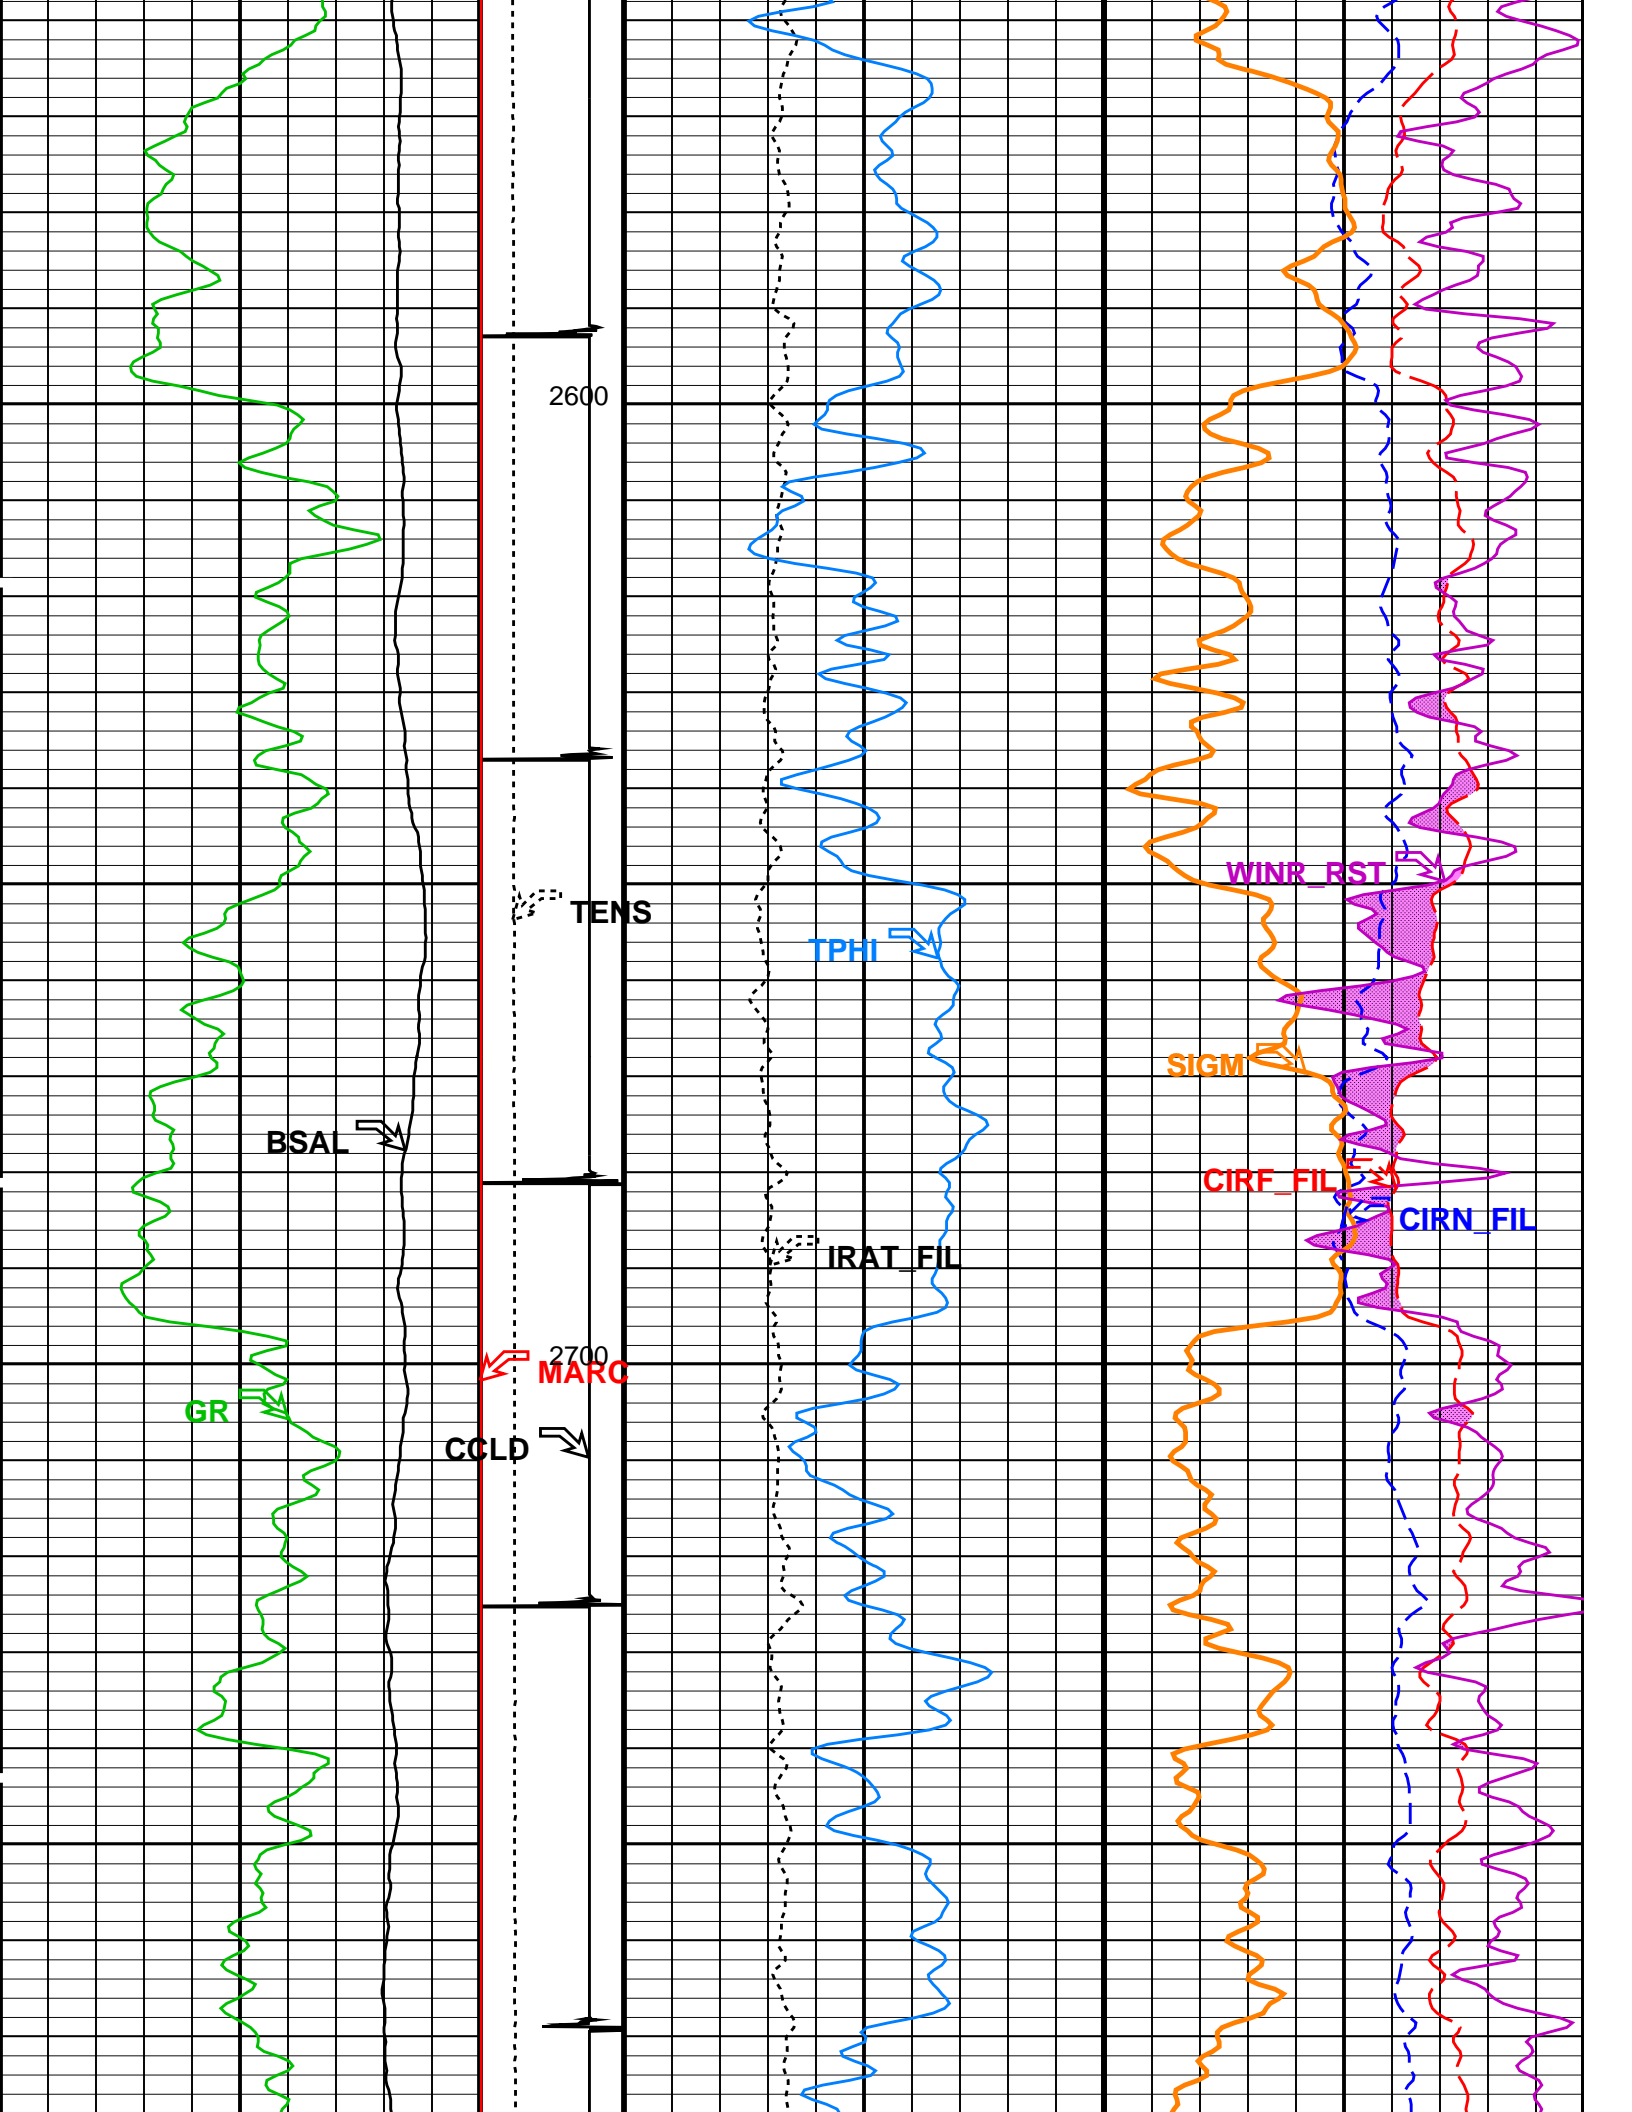 2600
WINR_RST
TENS
TPHI
SIGM
BSAL
CIRF_FIL
CIRN_FIL
IRAT_FIL
2700
MARC
GR
CCLD